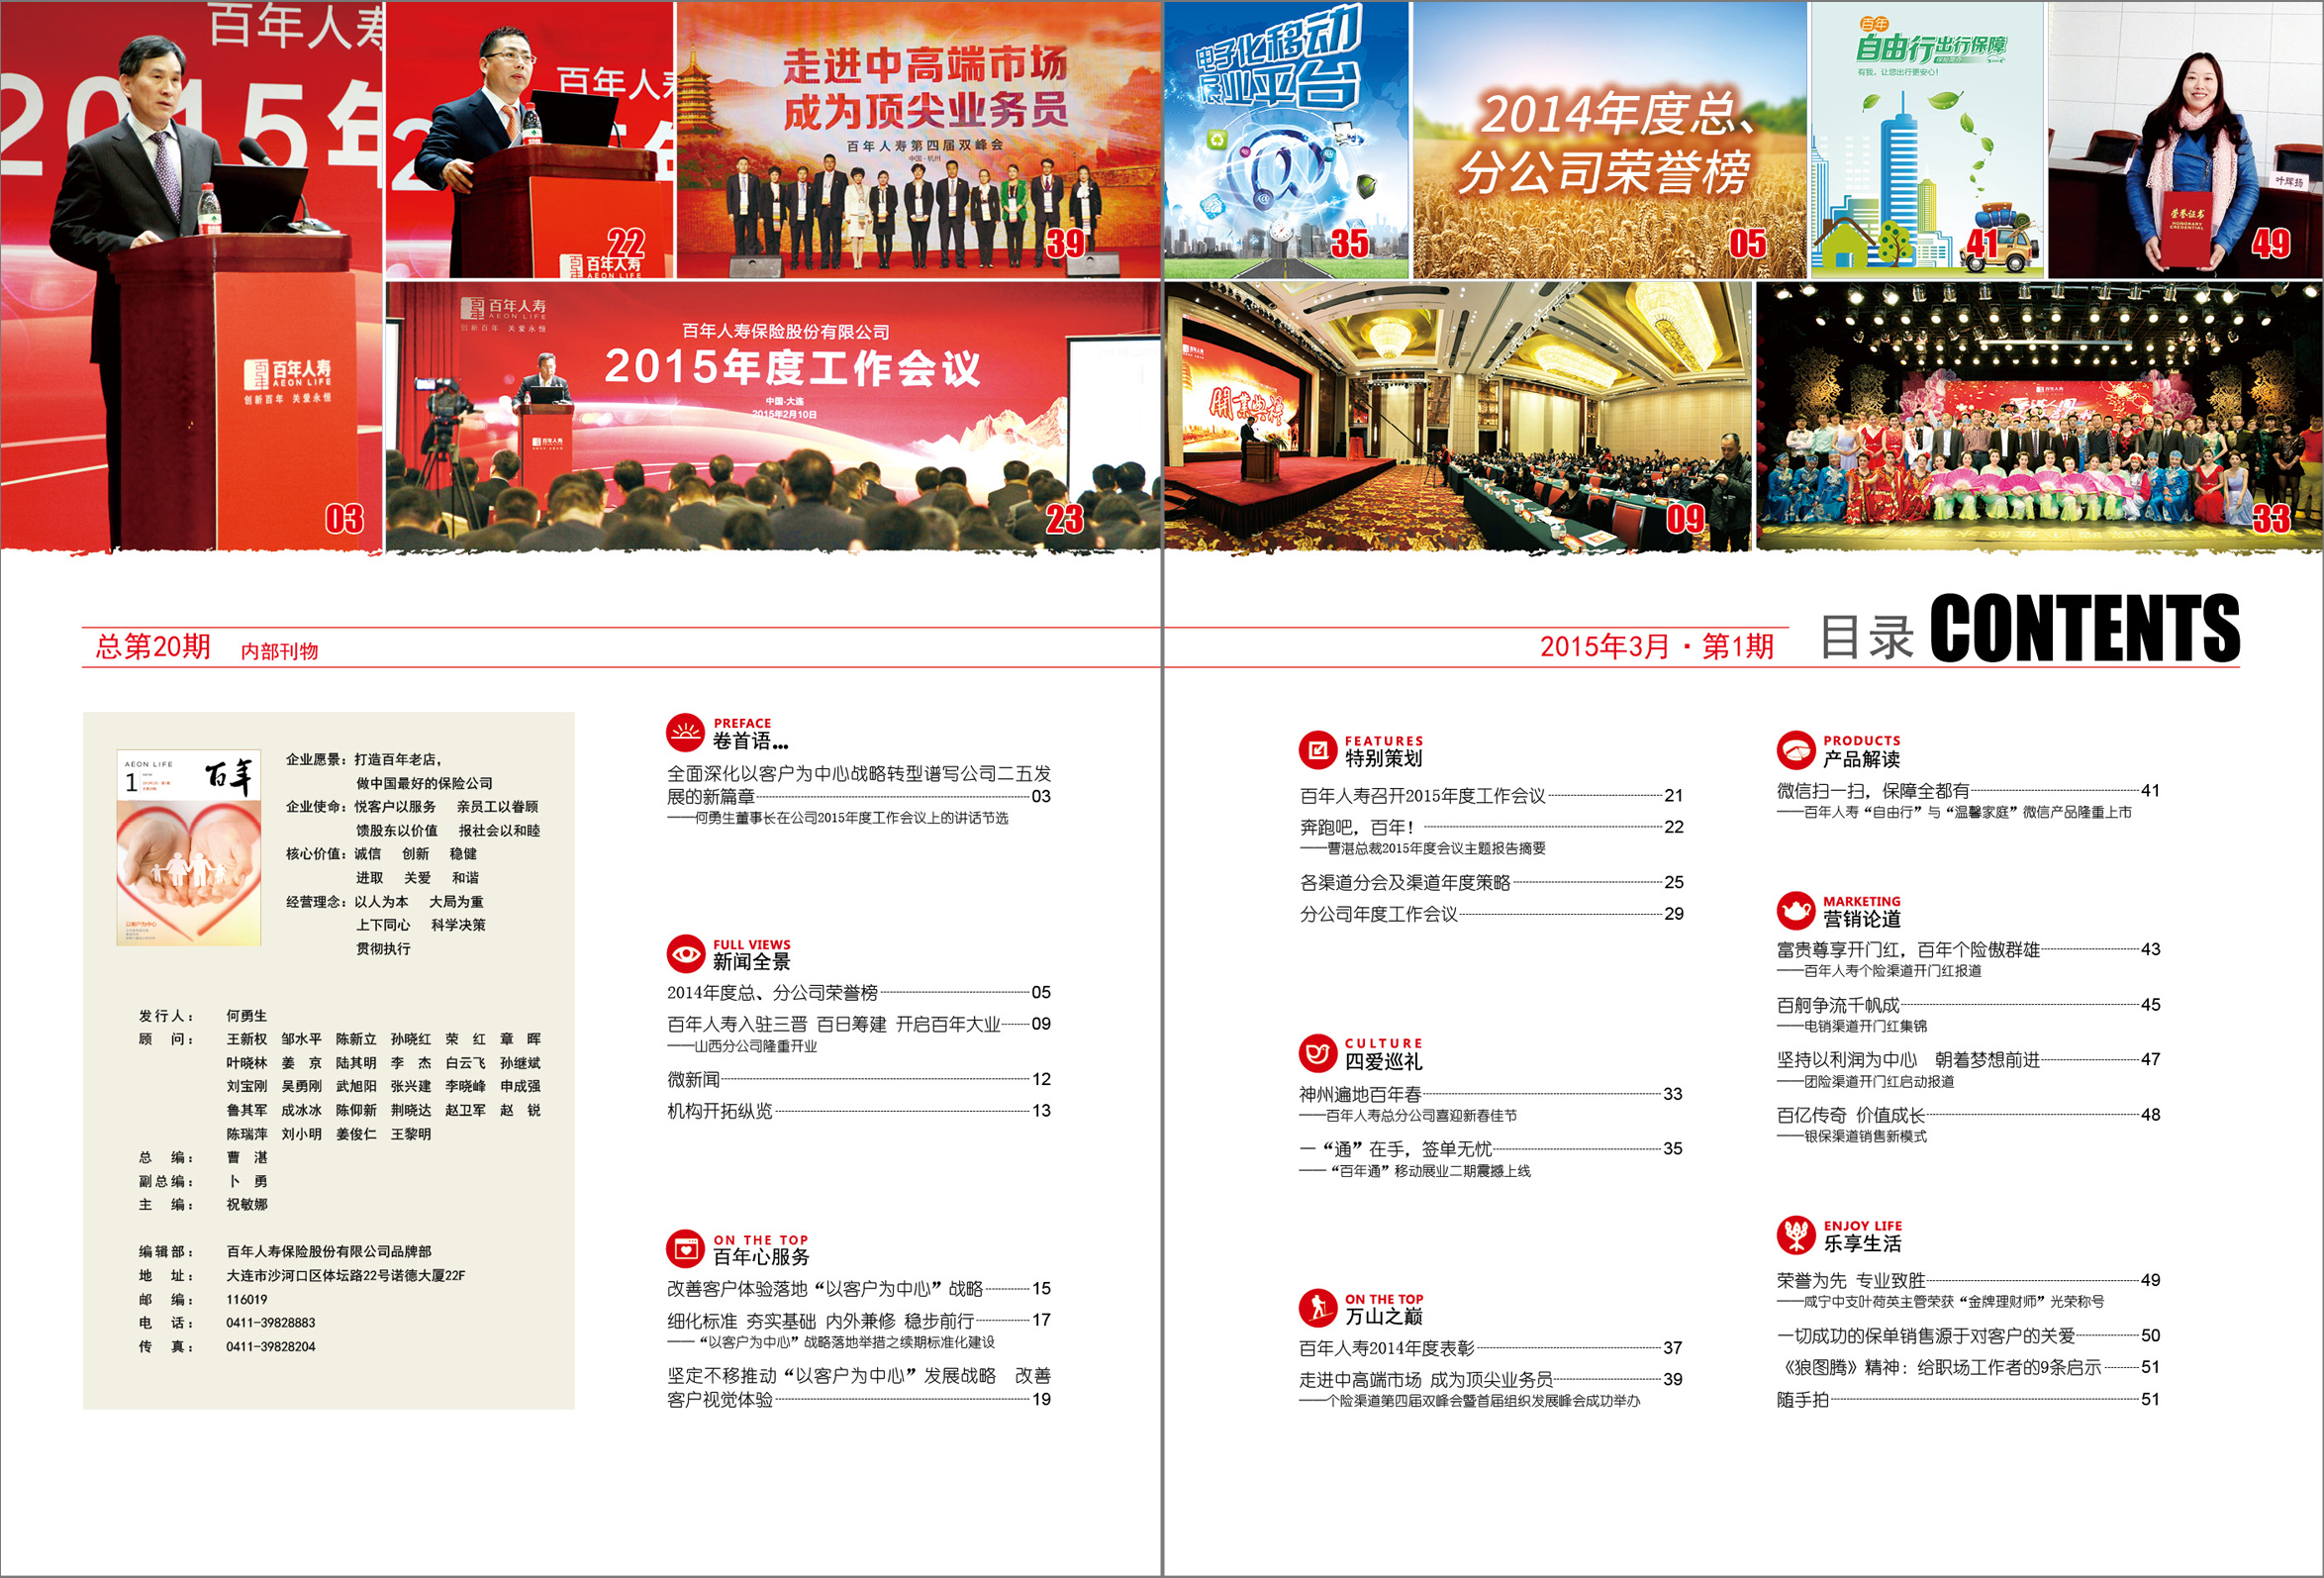 百年人寿
2015年
百年人寿
AEON LIFE
创新百年 关爱永恒
03
百年人寿
百年人寿
AEON LIFE
22
走进中高端市场
成为顶尖业务员
百年人寿第四届双峰会
中国·杭州
39
百年人寿
AEON LIFE
创新百年 关爱永恒
百年人寿保险股份有限公司
2015年度工作会议
中国·大连
2015年2月10日
百年人寿
23
电子化移动
展业平台
35
2014年度总、
分公司荣誉榜
05
百年
自由行出行保障
有我，让您出行更安心！
41
叶辉扬
荣誉证书
HONORARY
CREDENTIAL
49
開業典禮
09
百年人寿
33
总第20期 内部刊物
2015年3月·第1期
目录 CONTENTS
AEON LIFE
1
百年
以客户为中心
企业愿景：打造百年老店，
做中国最好的保险公司
企业使命：悦客户以服务 亲员工以眷顾
馈股东以价值 报社会以和睦
核心价值：诚信 创新 稳健
进取 关爱 和谐
经营理念：以人为本 大局为重
上下同心 科学决策
贯彻执行
发行人： 何勇生
顾 问： 王新权 邹水平 陈新立 孙晓红 荣 红 章 晖
叶晓林 姜 京 陆其明 李 杰 白云飞 孙继斌
刘宝刚 吴勇刚 武旭阳 张兴建 李晓峰 申成强
鲁其军 成冰冰 陈仰新 荆晓达 赵卫军 赵 锐
陈瑞萍 刘小明 姜俊仁 王黎明
总 编： 曹 湛
副总编： 卜 勇
主 编： 祝敏娜
编辑部： 百年人寿保险股份有限公司品牌部
地 址： 大连市沙河口区体坛路22号诺德大厦22F
邮 编： 116019
电 话： 0411-39828883
传 真： 0411-39828204
PREFACE
卷首语...
全面深化以客户为中心战略转型谱写公司二五发
展的新篇章 03
——何勇生董事长在公司2015年度工作会议上的讲话节选
FULL VIEWS
新闻全景
2014年度总、分公司荣誉榜 05
百年人寿入驻三晋 百日筹建 开启百年大业 09
——山西分公司隆重开业
微新闻 12
机构开拓纵览 13
ON THE TOP
百年心服务
改善客户体验落地“以客户为中心”战略 15
细化标准 夯实基础 内外兼修 稳步前行 17
——“以客户为中心”战略落地举措之续期标准化建设
坚定不移推动“以客户为中心”发展战略 改善
客户视觉体验 19
FEATURES
特别策划
百年人寿召开2015年度工作会议 21
奔跑吧，百年！ 22
——曹湛总裁2015年度会议主题报告摘要
各渠道分会及渠道年度策略 25
分公司年度工作会议 29
CULTURE
四爱巡礼
神州遍地百年春 33
——百年人寿总分公司喜迎新春佳节
一“通”在手，签单无忧 35
——“百年通”移动展业二期震撼上线
ON THE TOP
万山之巅
百年人寿2014年度表彰 37
走进中高端市场 成为顶尖业务员 39
——个险渠道第四届双峰会暨首届组织发展峰会成功举办
PRODUCTS
产品解读
微信扫一扫，保障全都有 41
——百年人寿“自由行”与“温馨家庭”微信产品隆重上市
MARKETING
营销论道
富贵尊享开门红，百年个险傲群雄 43
——百年人寿个险渠道开门红报道
百舸争流千帆成 45
——电销渠道开门红集锦
坚持以利润为中心 朝着梦想前进 47
——团险渠道开门红启动报道
百亿传奇 价值成长 48
——银保渠道销售新模式
ENJOY LIFE
乐享生活
荣誉为先 专业致胜 49
——咸宁中支叶荷英主管荣获“金牌理财师”光荣称号
一切成功的保单销售源于对客户的关爱 50
《狼图腾》精神：给职场工作者的9条启示 51
随手拍 51